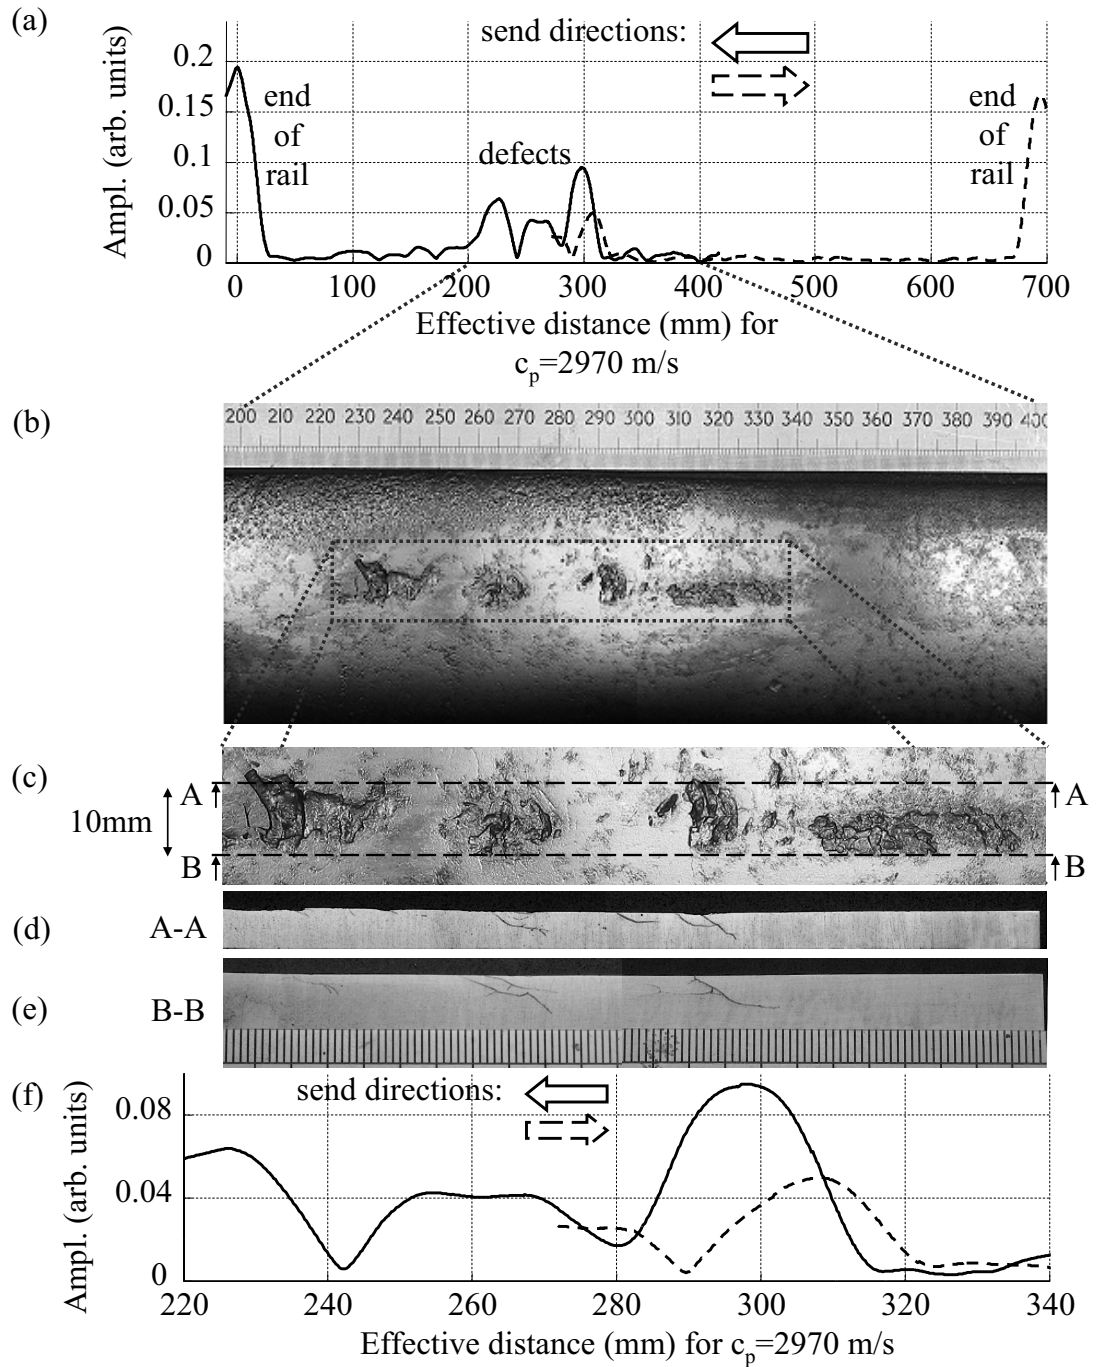 (a)
Ampl. (arb. units)
0.2
0.15
0.1
0.05
0
send directions:
end
of
rail
defects
end
of
rail
0 100 200 300 400 500 600 700
Effective distance (mm) for
c_p=2970 m/s
(b)
200 210 220 230 240 250 260 270 280 290 300 310 320 330 340 350 360 370 380 390 400
(c)
10mm
A A
B B
(d) A-A
(e) B-B
(f)
Ampl. (arb. units)
0.08
0.04
0
send directions:
220 240 260 280 300 320 340
Effective distance (mm) for c_p=2970 m/s